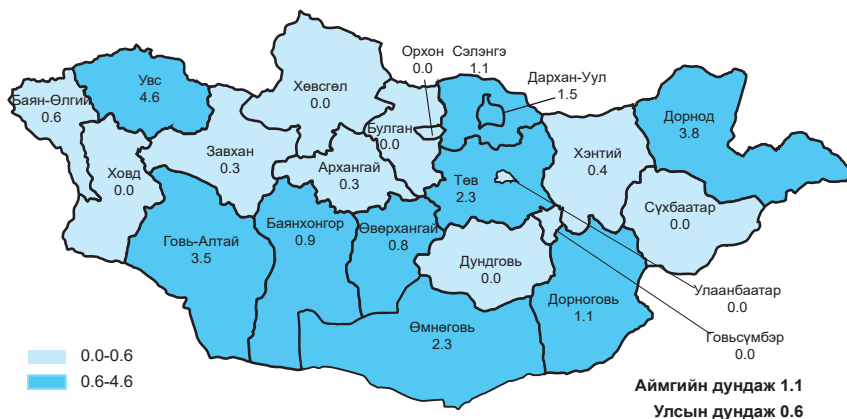 Орхон
0.0
Сэлэнгэ
1.1
Дархан-Уул
1.5
Увс
4.6
Хөвсгөл
0.0
Баян-Өлгий
0.6
Дорнод
3.8
Булган
0.0
Завхан
0.3
Хэнтий
0.4
Архангай
0.3
Ховд
0.0
Төв
2.3
Сүхбаатар
0.0
Баянхонгор
0.9
Өвөрхангай
0.8
Говь-Алтай
3.5
Дундговь
0.0
Улаанбаатар
0.0
Дорноговь
1.1
Өмнөговь
2.3
Говьсүмбэр
0.0
0.0-0.6
0.6-4.6
Аймгийн дундаж 1.1
Улсын дундаж 0.6